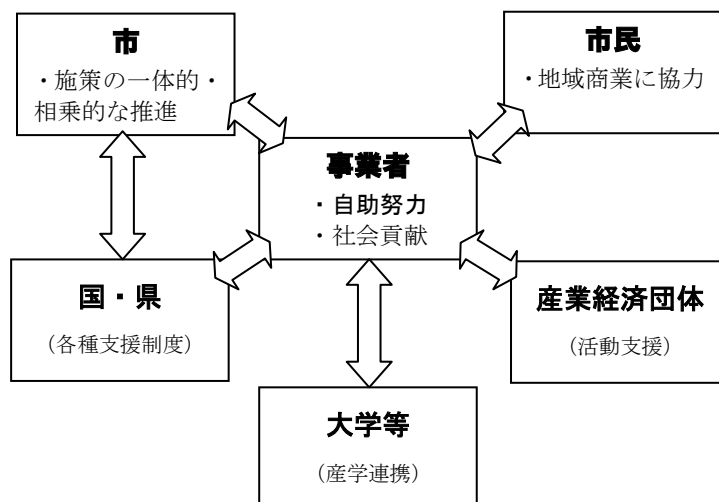 市
・施策の一体的・
相乗的な推進
市民
・地域商業に協力
事業者
・自助努力
・社会貢献
国・県
（各種支援制度）
産業経済団体
（活動支援）
大学等
（産学連携）